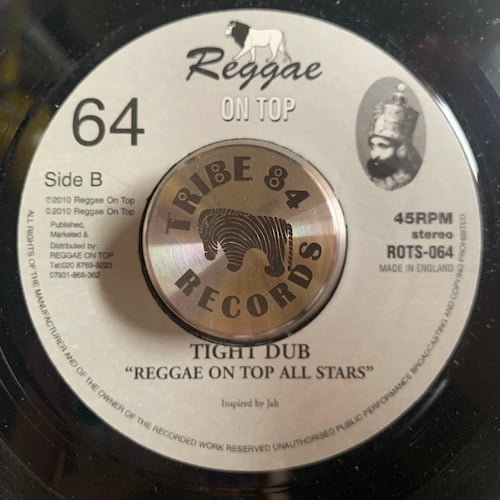 Reggae
ON TOP
64
Side B
℗2010 Reggae On Top
©2010 Reggae On Top
Published,
Marketed &
Distributed by:
REGGAE ON TOP
Tel:020 8769-9223
07931-868-362
TRIBE 84
RECORDS
45RPM
stereo
ROTS-064
MADE IN ENGLAND
TIGHT DUB
"REGGAE ON TOP ALL STARS"
Inspired by Jah
ALL RIGHTS OF THE MANUFACTURER AND OF THE OWNER OF THE RECORDED WORK RESERVED UNAUTHORISED PUBLIC PERFORMANCE BROADCASTING AND COPYING PROHIBITED